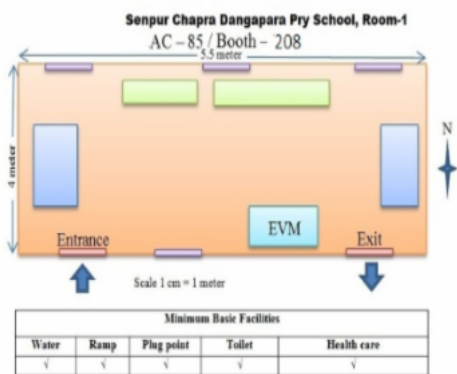 Senpur Chapra Dangapara Pry School, Room-1
AC – 85 / Booth – 208
5.5 meter
4 meter
N
EVM
Entrance
Exit
Scale 1 cm = 1 meter
Minimum Basic Facilities
Water Ramp Plug point Toilet Health care
√ √ √ √ √